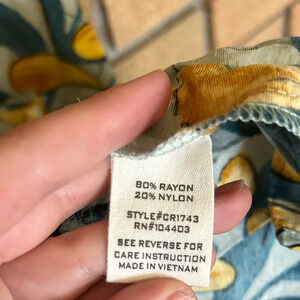 80% RAYON
20% NYLON
STYLE#CR1743
RN#104403
SEE REVERSE FOR
CARE INSTRUCTION
MADE IN VIETNAM